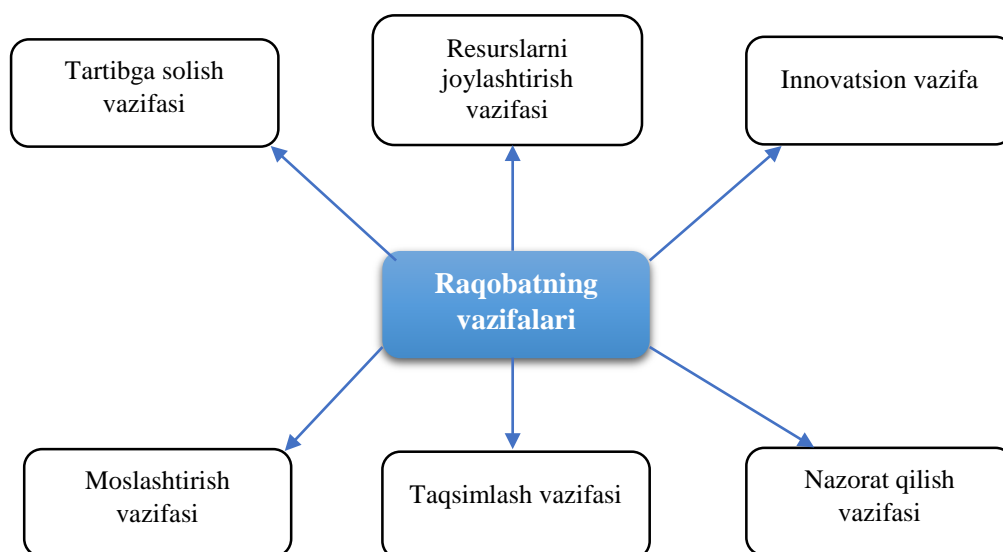 Tartibga solish
vazifasi
Resurslarni
joylashtirish
vazifasi
Innovatsion vazifa
Raqobatning
vazifalari
Moslashtirish
vazifasi
Taqsimlash vazifasi
Nazorat qilish
vazifasi